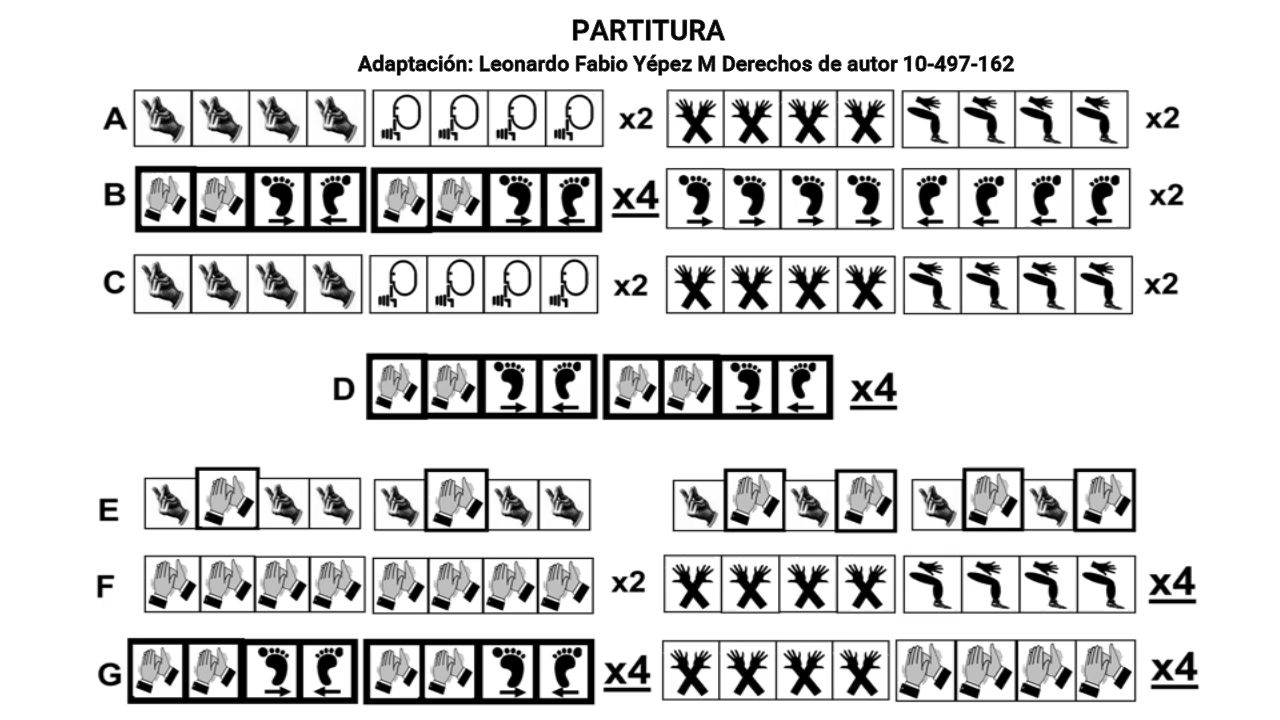 PARTITURA
Adaptación: Leonardo Fabio Yépez M Derechos de autor 10-497-162
A x2 x2
B x4 x2
C x2 x2
D x4
E
F x2 x4
G x4 x4